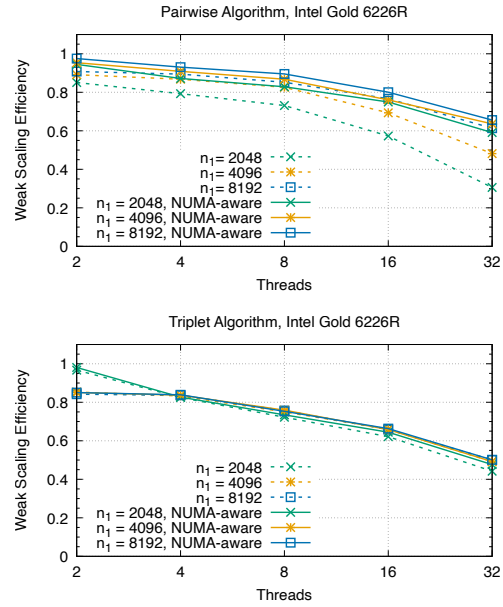 Pairwise Algorithm, Intel Gold 6226R
Weak Scaling Efficiency
1
0.8
0.6
0.4
0.2
0
n1= 2048
n1= 4096
n1= 8192
n1 = 2048, NUMA-aware
n1 = 4096, NUMA-aware
n1 = 8192, NUMA-aware
2 4 8 16 32
Threads
Triplet Algorithm, Intel Gold 6226R
Weak Scaling Efficiency
1
0.8
0.6
0.4
0.2
0
n1 = 2048
n1 = 4096
n1 = 8192
n1 = 2048, NUMA-aware
n1 = 4096, NUMA-aware
n1 = 8192, NUMA-aware
2 4 8 16 32
Threads